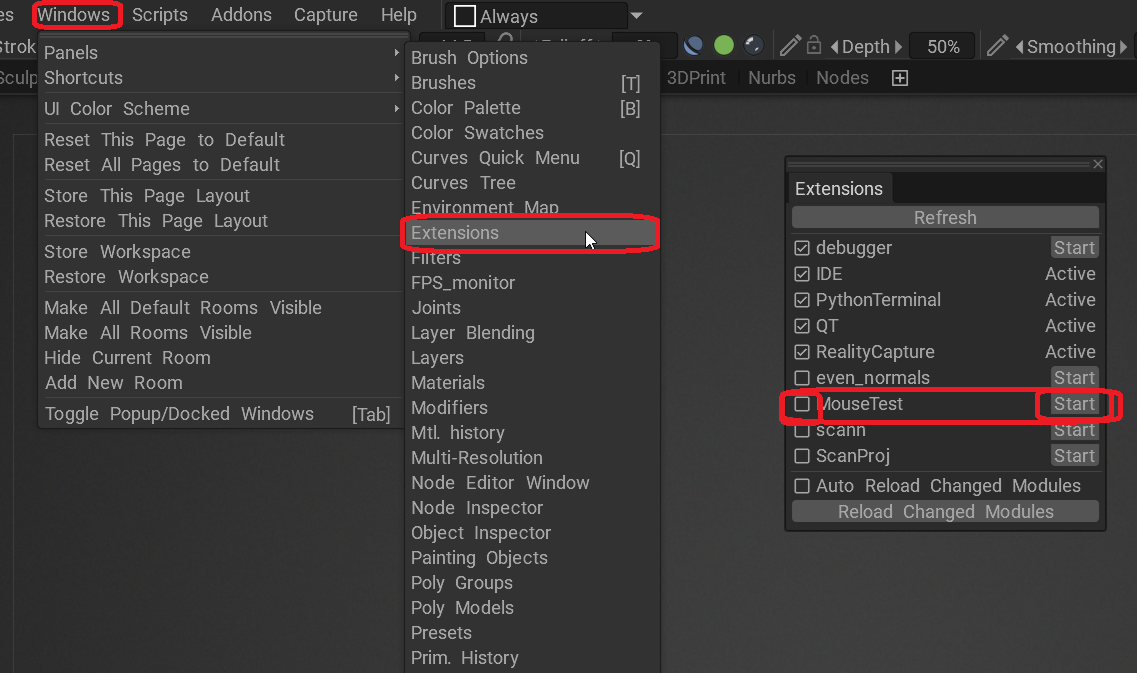 es Windows Scripts Addons Capture Help Always
Strok Depth 50% Smoothing
Sculp 3DPrint Nurbs Nodes
Panels
Shortcuts
UI Color Scheme
Reset This Page to Default
Reset All Pages to Default
Store This Page Layout
Restore This Page Layout
Store Workspace
Restore Workspace
Make All Default Rooms Visible
Make All Rooms Visible
Hide Current Room
Add New Room
Toggle Popup/Docked Windows [Tab]
Brush Options
Brushes [T]
Color Palette [B]
Color Swatches
Curves Quick Menu [Q]
Curves Tree
Environment Map
Extensions
Filters
FPS_monitor
Joints
Layer Blending
Layers
Materials
Modifiers
Mtl. history
Multi-Resolution
Node Editor Window
Node Inspector
Object Inspector
Painting Objects
Poly Groups
Poly Models
Presets
Prim. History
Extensions
Refresh
debugger Start
IDE Active
PythonTerminal Active
QT Active
RealityCapture Active
even_normals Start
MouseTest Start
scann Start
ScanProj Start
Auto Reload Changed Modules
Reload Changed Modules